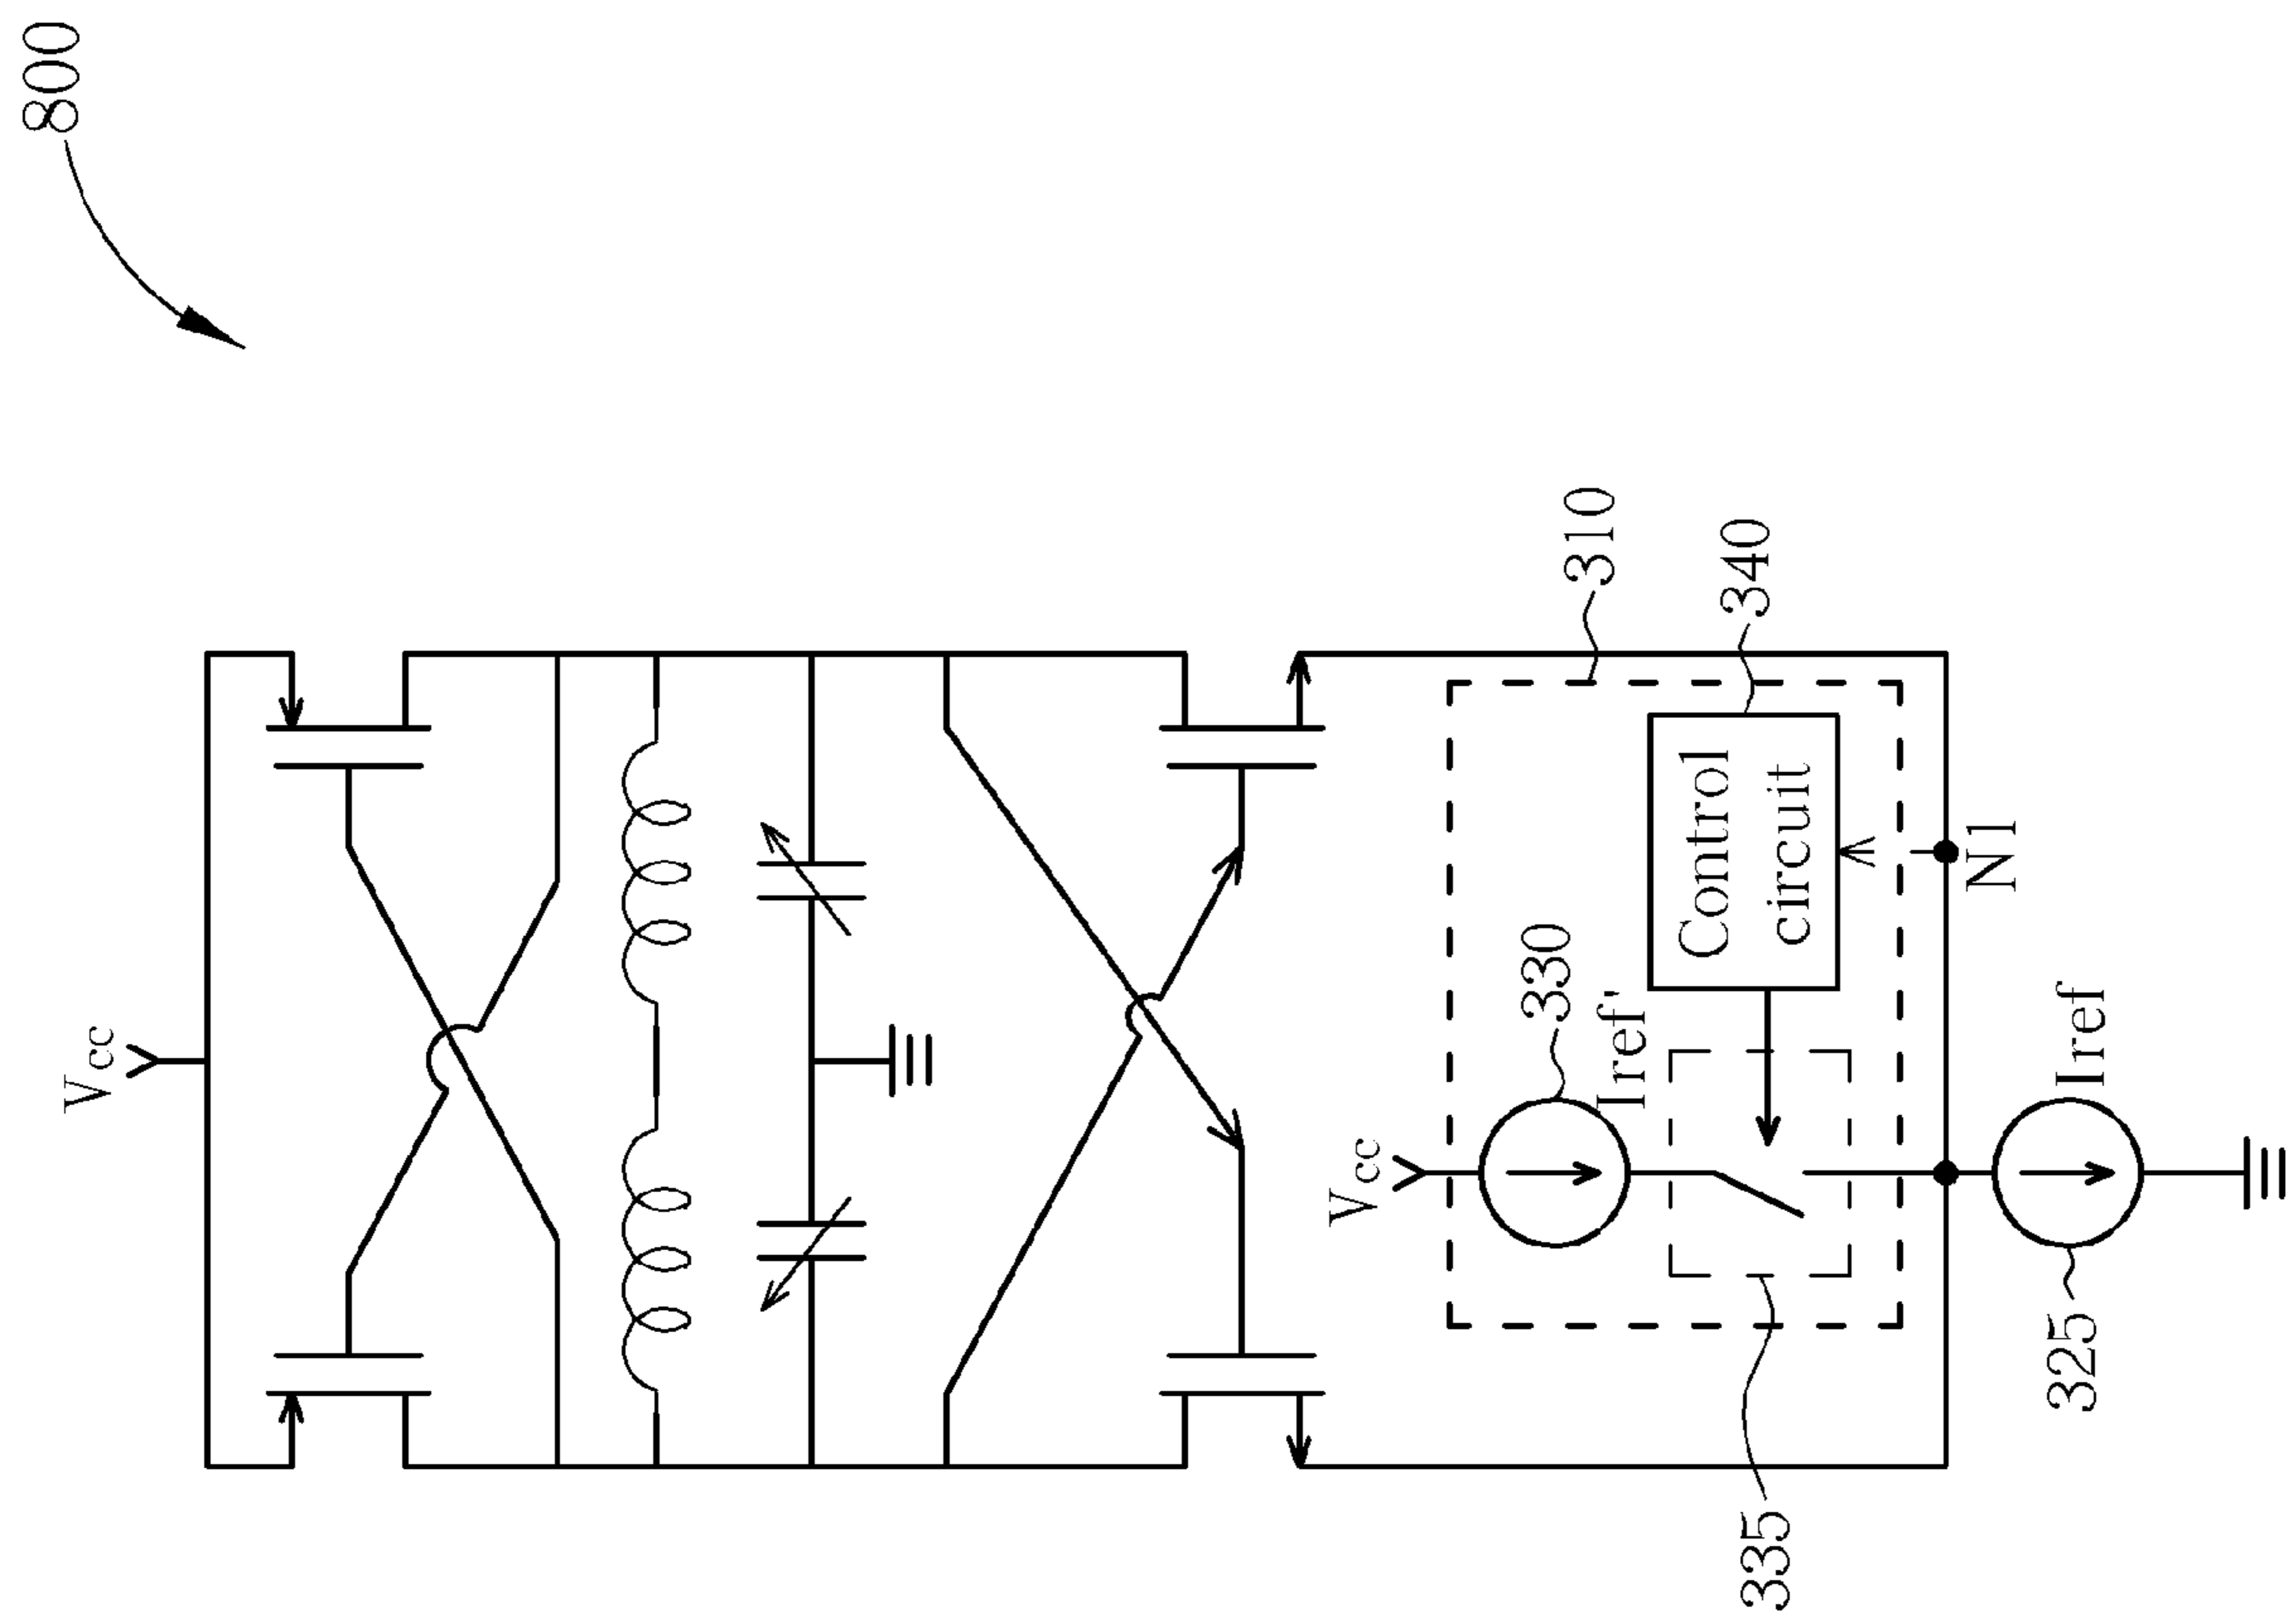 800
Vcc
310
340
Control
circuit
330
Vcc
Iref'
N1
Iref
325
335